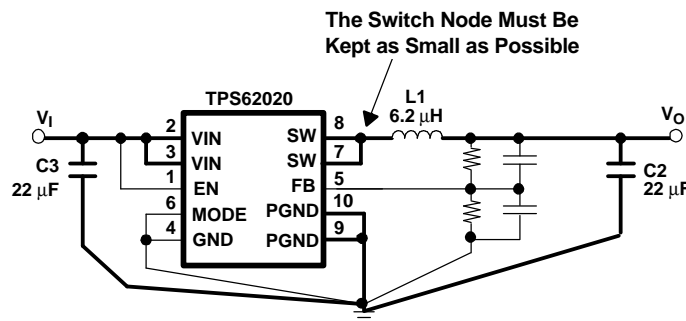 The Switch Node Must Be
Kept as Small as Possible
TPS62020
L1
6.2 μH
VI
VO
C3
22 μF
C2
22 μF
2 VIN
3 VIN
1 EN
6 MODE
4 GND
SW 8
SW 7
FB 5
PGND 10
PGND 9